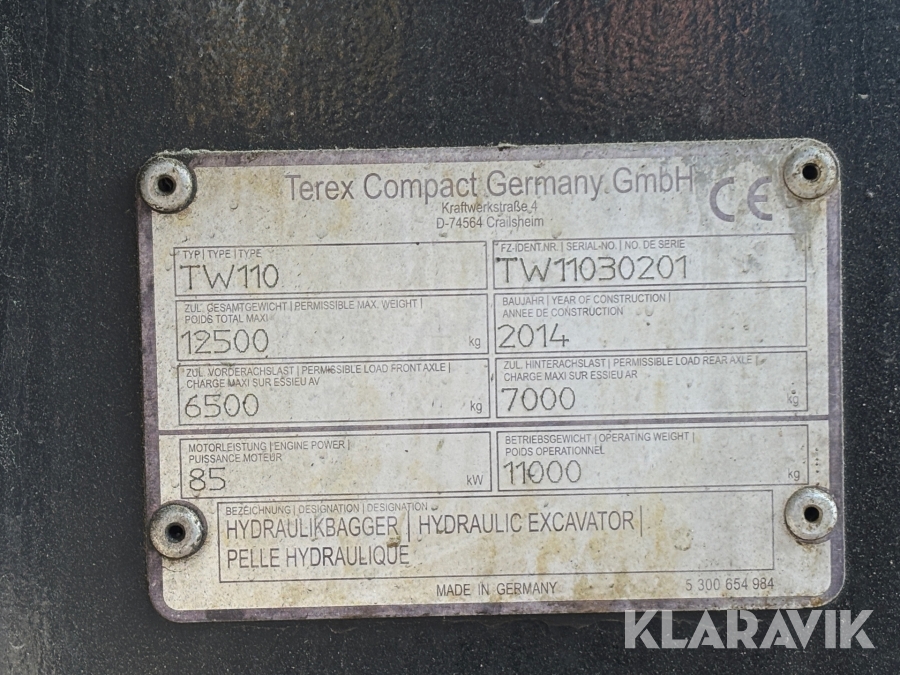 Terex Compact Germany GmbH
Kraftwerkstraße 4
D-74564 Crailsheim
CE
TYP | TYPE | TYPE
TW110
FZ-IDENT.NR. | SERIAL-NO. | NO. DE SERIE
TW11030201
ZUL. GESAMTGEWICHT | PERMISSIBLE MAX. WEIGHT |
POIDS TOTAL MAXI
12500 kg
BAUJAHR | YEAR OF CONSTRUCTION |
ANNEE DE CONSTRUCTION
2014
ZUL. VORDERACHSLAST | PERMISSIBLE LOAD FRONT AXLE |
CHARGE MAXI SUR ESSIEU AV
6500 kg
ZUL. HINTERACHSLAST | PERMISSIBLE LOAD REAR AXLE |
CHARGE MAXI SUR ESSIEU AR
7000 kg
MOTORLEISTUNG | ENGINE POWER |
PUISSANCE MOTEUR
85 kW
BETRIEBSGEWICHT | OPERATING WEIGHT |
POIDS OPERATIONNEL
11000 kg
BEZEICHNUNG | DESIGNATION | DESIGNATION
HYDRAULIKBAGGER | HYDRAULIC EXCAVATOR |
PELLE HYDRAULIQUE
MADE IN GERMANY
5 300 654 984
KLARAVIK